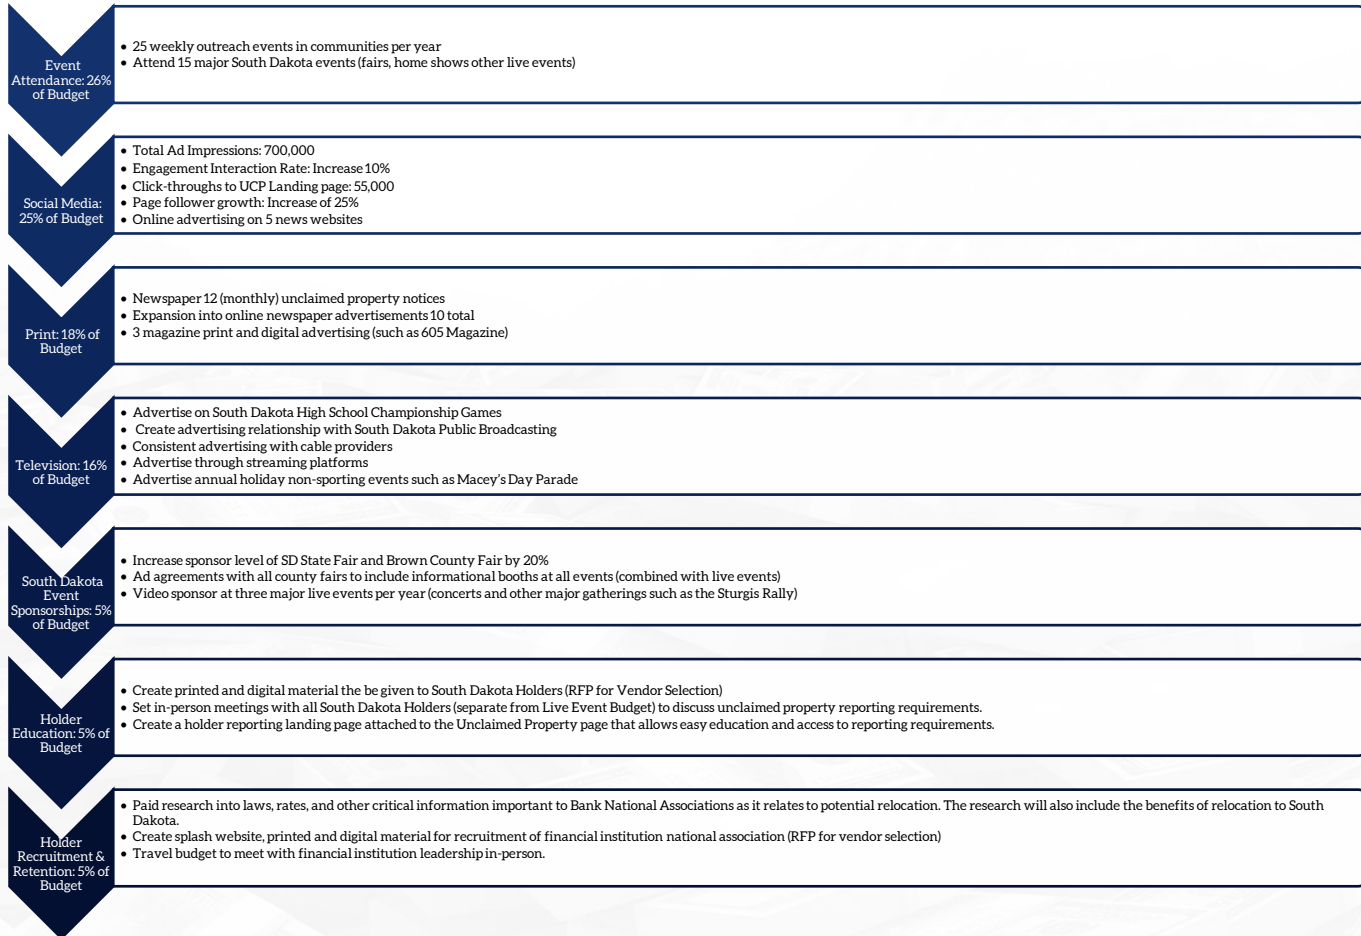 Event
Attendance: 26%
of Budget
• 25 weekly outreach events in communities per year
• Attend 15 major South Dakota events (fairs, home shows other live events)
Social Media:
25% of Budget
• Total Ad Impressions: 700,000
• Engagement Interaction Rate: Increase 10%
• Click-throughs to UCP Landing page: 55,000
• Page follower growth: Increase of 25%
• Online advertising on 5 news websites
Print: 18% of
Budget
• Newspaper 12 (monthly) unclaimed property notices
• Expansion into online newspaper advertisements 10 total
• 3 magazine print and digital advertising (such as 605 Magazine)
Television: 16%
of Budget
• Advertise on South Dakota High School Championship Games
• Create advertising relationship with South Dakota Public Broadcasting
• Consistent advertising with cable providers
• Advertise through streaming platforms
• Advertise annual holiday non-sporting events such as Macey's Day Parade
South Dakota
Event
Sponsorships: 5%
of Budget
• Increase sponsor level of SD State Fair and Brown County Fair by 20%
• Ad agreements with all county fairs to include informational booths at all events (combined with live events)
• Video sponsor at three major live events per year (concerts and other major gatherings such as the Sturgis Rally)
Holder
Education: 5% of
Budget
• Create printed and digital material the be given to South Dakota Holders (RFP for Vendor Selection)
• Set in-person meetings with all South Dakota Holders (separate from Live Event Budget) to discuss unclaimed property reporting requirements.
• Create a holder reporting landing page attached to the Unclaimed Property page that allows easy education and access to reporting requirements.
Holder
Recruitment &
Retention: 5% of
Budget
• Paid research into laws, rates, and other critical information important to Bank National Associations as it relates to potential relocation. The research will also include the benefits of relocation to South
Dakota.
• Create splash website, printed and digital material for recruitment of financial institution national association (RFP for vendor selection)
• Travel budget to meet with financial institution leadership in-person.